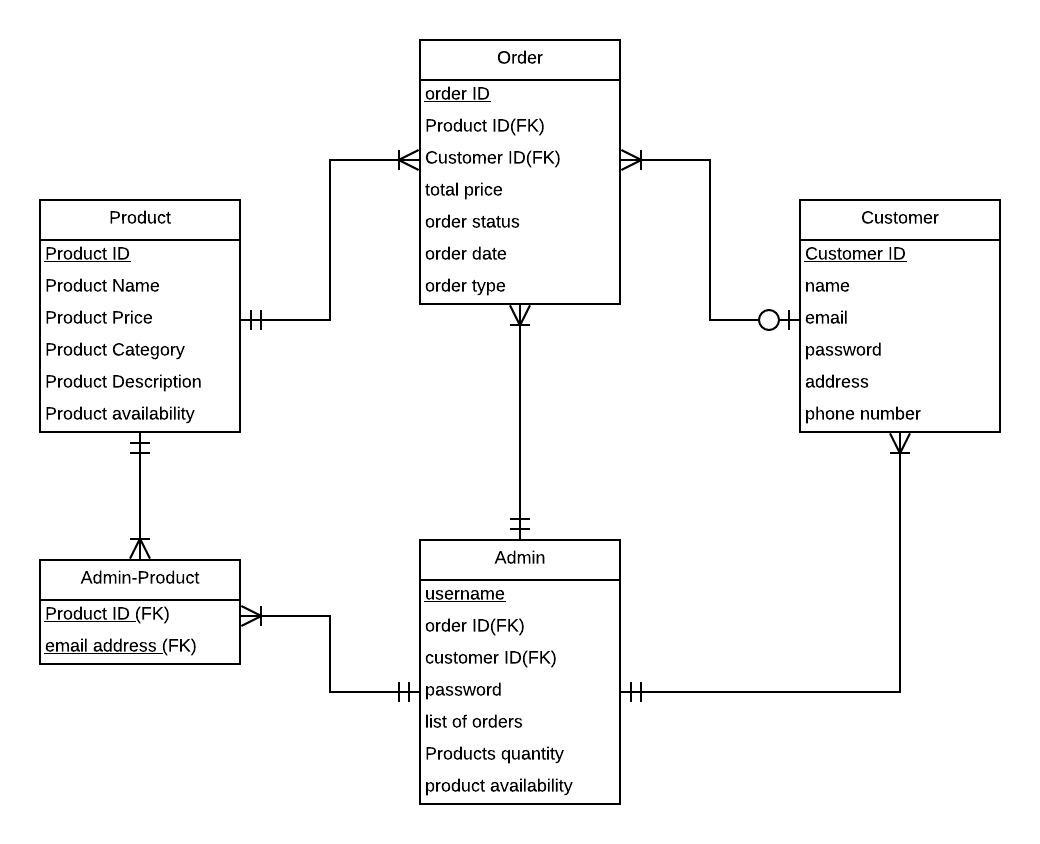 Order
order ID
Product ID(FK)
Customer ID(FK)
total price
order status
order date
order type
Product
Product ID
Product Name
Product Price
Product Category
Product Description
Product availability
Customer
Customer ID
name
email
password
address
phone number
Admin-Product
Product ID (FK)
email address (FK)
Admin
username
order ID(FK)
customer ID(FK)
password
list of orders
Products quantity
product availability